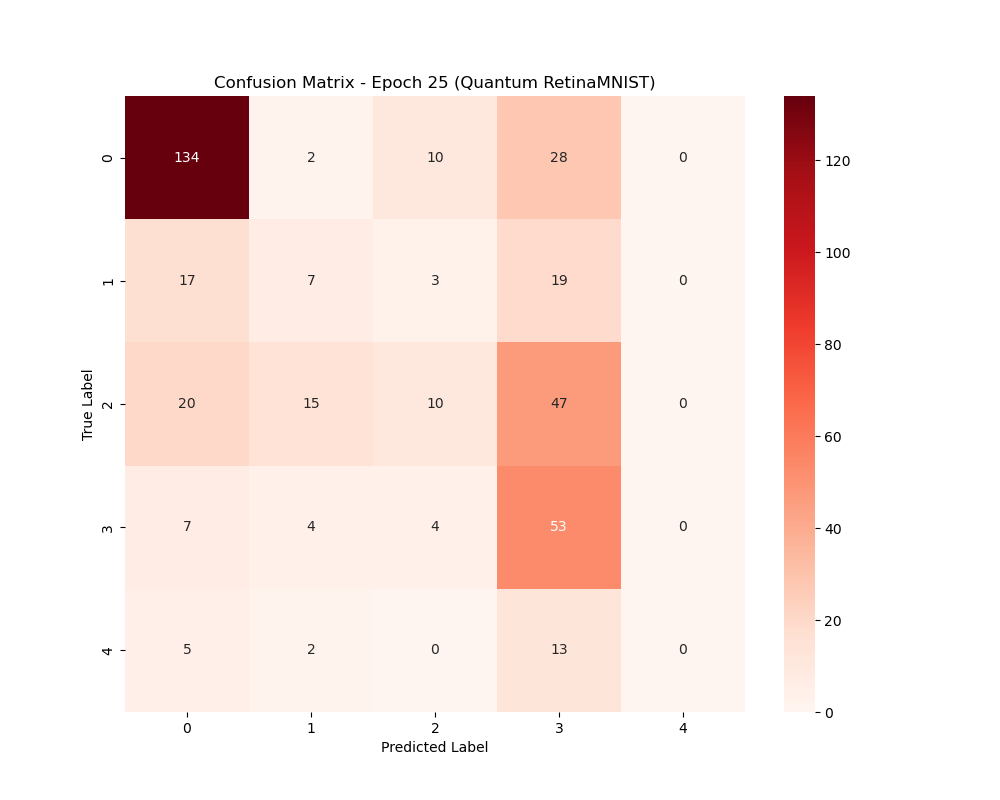 Confusion Matrix - Epoch 25 (Quantum RetinaMNIST)
0 134 2 10 28 0
1 17 7 3 19 0
2 20 15 10 47 0
3 7 4 4 53 0
4 5 2 0 13 0
0 1 2 3 4
Predicted Label
True Label
120
100
80
60
40
20
0